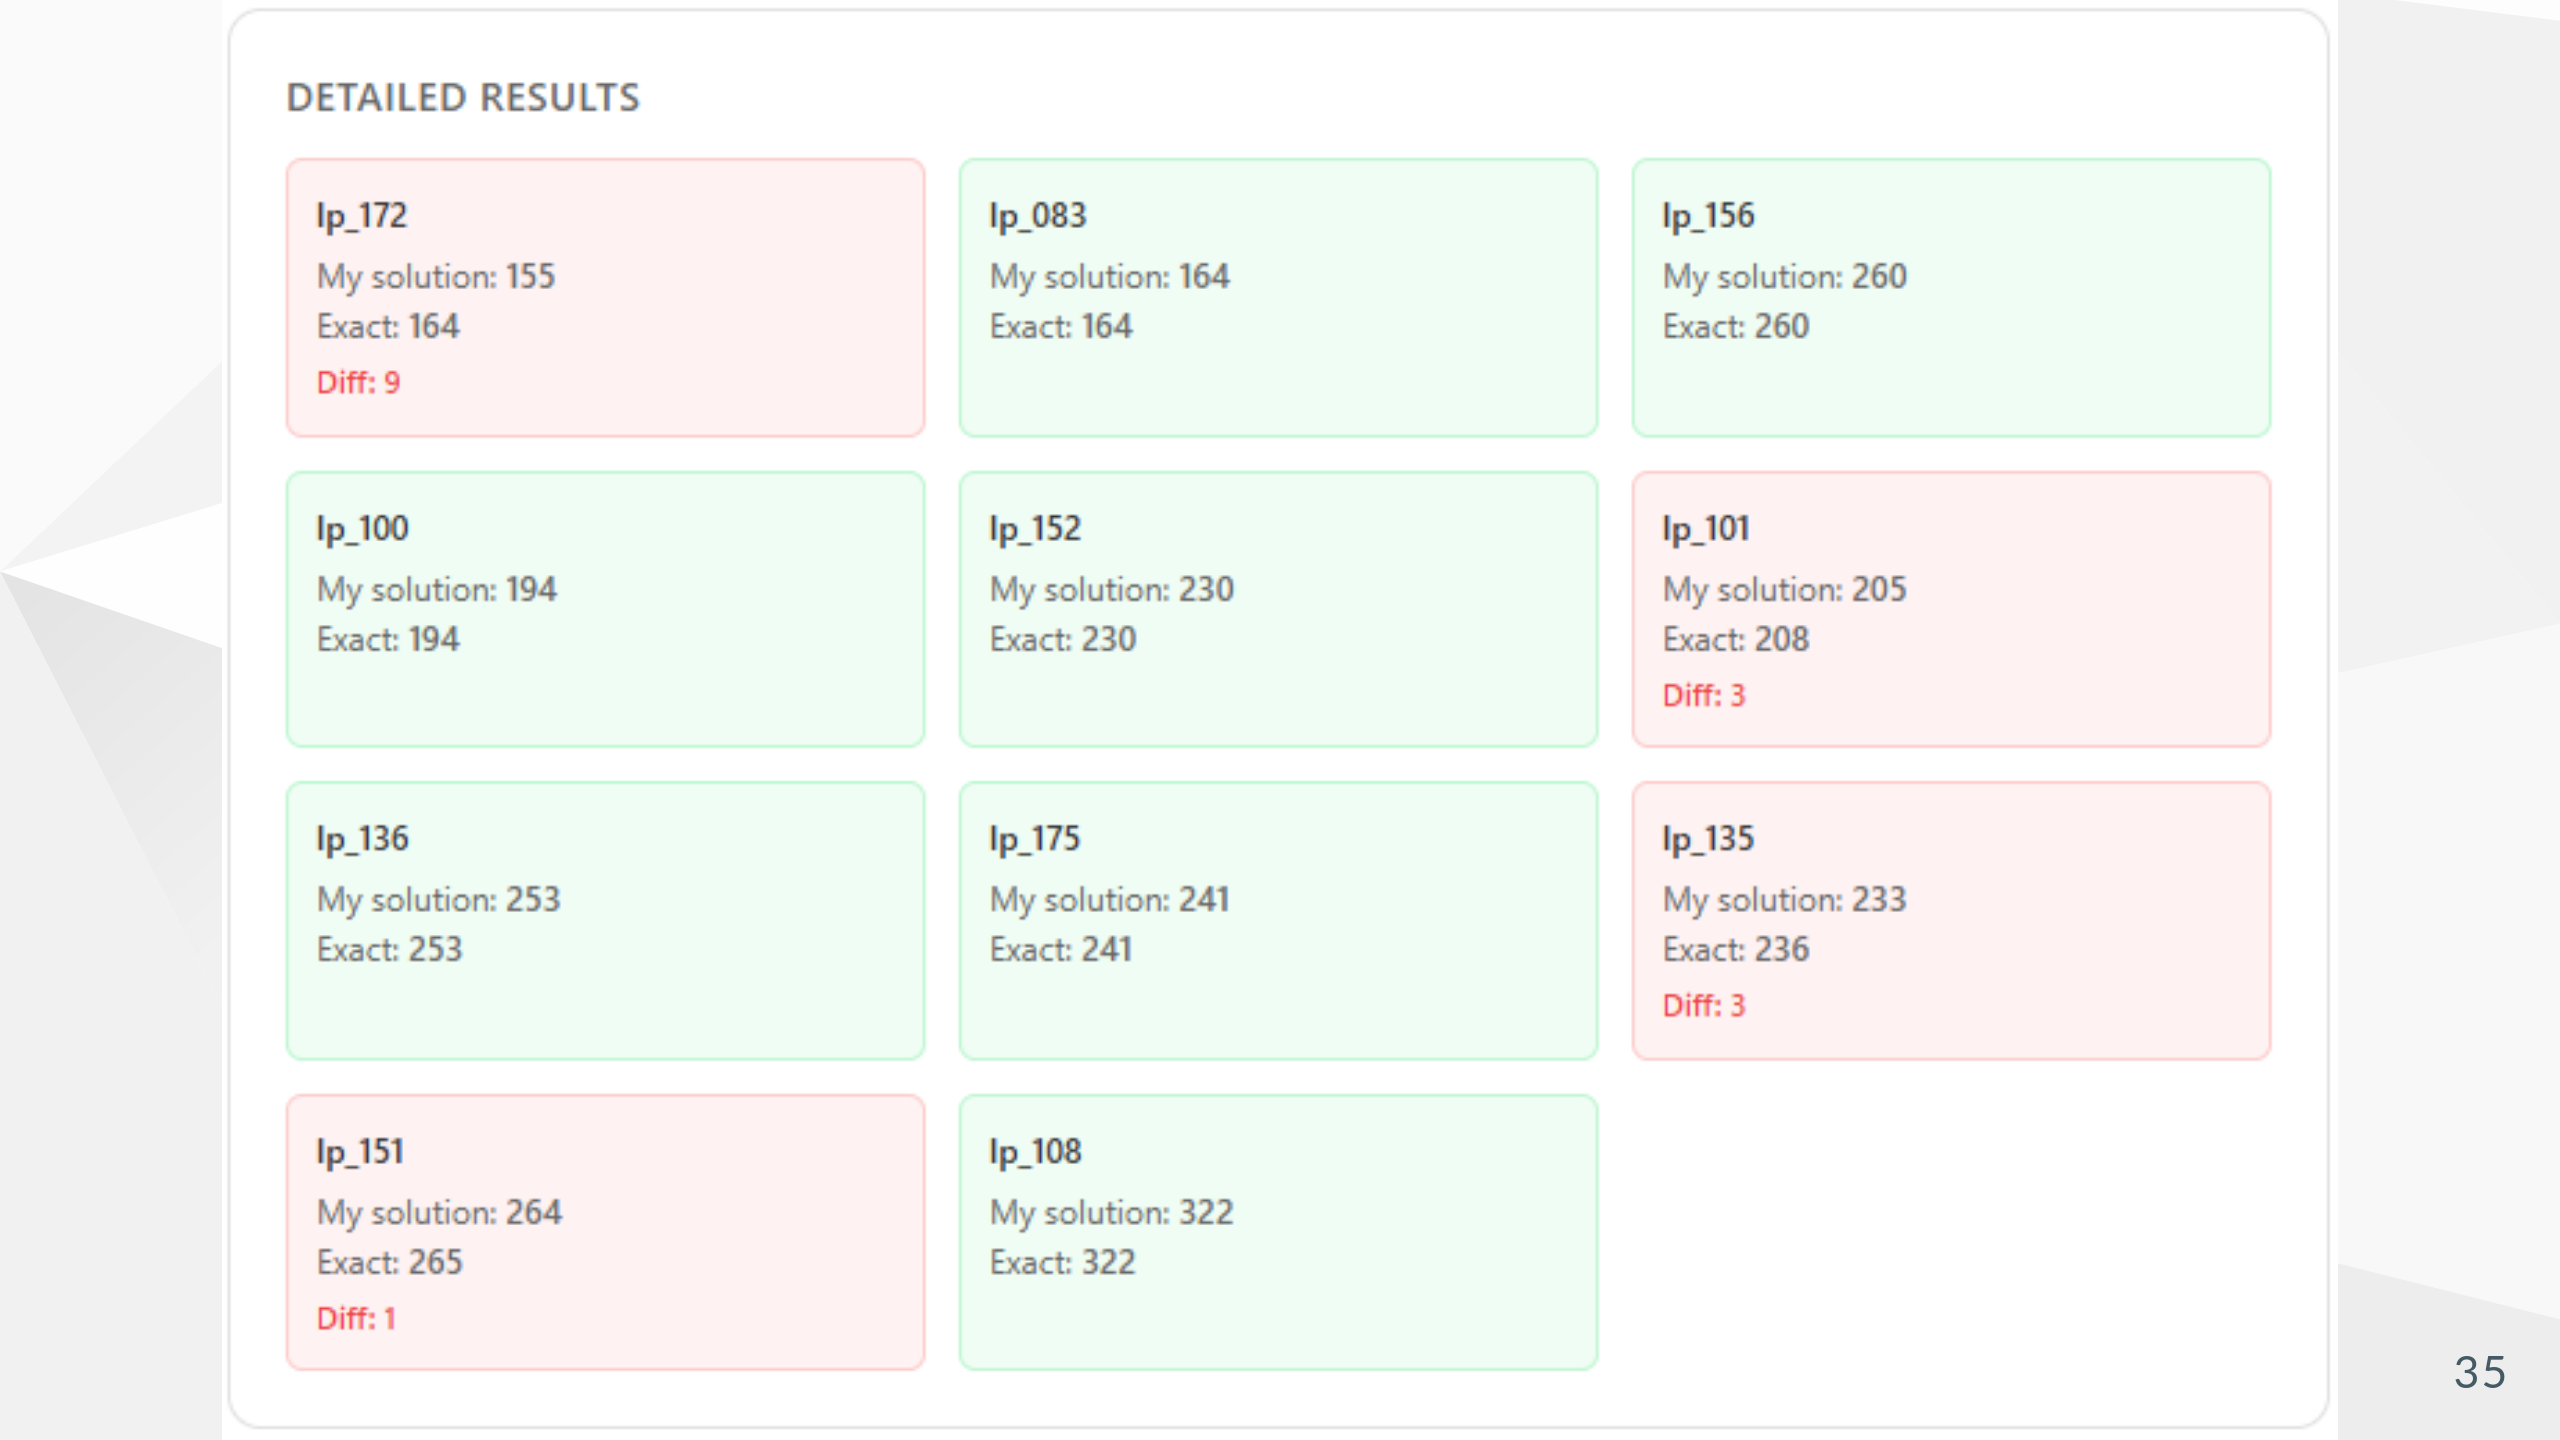 DETAILED RESULTS
lp_172
My solution: 155
Exact: 164
Diff: 9
lp_083
My solution: 164
Exact: 164
lp_156
My solution: 260
Exact: 260
lp_100
My solution: 194
Exact: 194
lp_152
My solution: 230
Exact: 230
lp_101
My solution: 205
Exact: 208
Diff: 3
lp_136
My solution: 253
Exact: 253
lp_175
My solution: 241
Exact: 241
lp_135
My solution: 233
Exact: 236
Diff: 3
lp_151
My solution: 264
Exact: 265
Diff: 1
lp_108
My solution: 322
Exact: 322
35